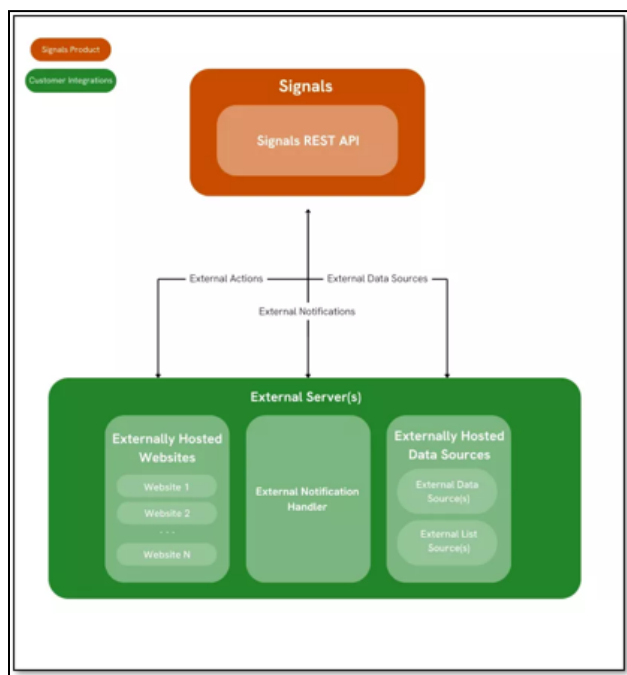 Signals Product
Customer Integrations
Signals
Signals REST API
External Actions
External Data Sources
External Notifications
External Server(s)
Externally Hosted
Websites
Website 1
Website 2
...
Website N
External Notification
Handler
Externally Hosted
Data Sources
External Data
Source(s)
External List
Source(s)